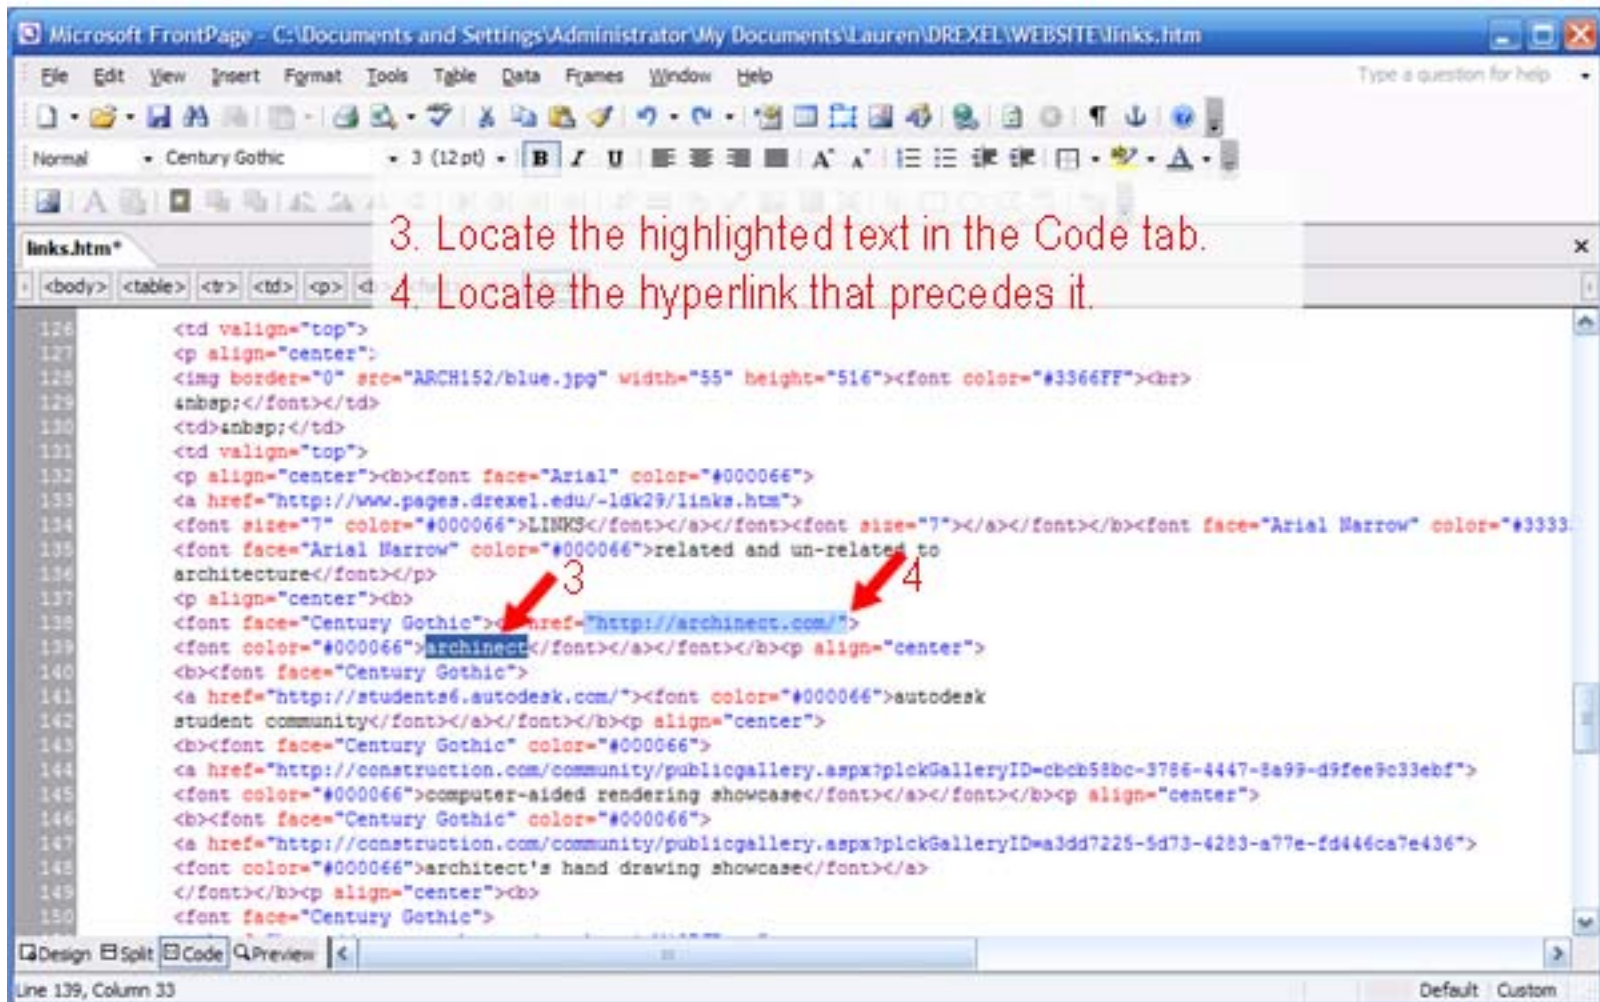 Microsoft FrontPage - C:\Documents and Settings\Administrator\My Documents\Lauren\DREXEL\WEBSITE\links.htm
File Edit View Insert Format Tools Table Data Frames Window Help Type a question for help
Normal Century Gothic 3 (12 pt) B I U
3. Locate the highlighted text in the Code tab.
links.htm*
<body> <table> <tr> <td> <p>
4. Locate the hyperlink that precedes it.
126 <td valign="top">
127 <p align="center">
128 <img border="0" src="ARCH152/blue.jpg" width="55" height="516"><font color="#3366FF"><br>
129 &nbsp;</font></td>
130 <td>&nbsp;</td>
131 <td valign="top">
132 <p align="center"><b><font face="Arial" color="#000066">
133 <a href="http://www.pages.drexel.edu/~ldk29/links.htm">
134 <font size="7" color="#000066">LINKS</font></a></font><font size="7"></a></font></b><font face="Arial Narrow" color="#3333
135 <font face="Arial Narrow" color="#000066">related and un-related to
136 architecture</font></p>
3 4
137 <p align="center"><b>
138 <font face="Century Gothic">< href="http://archinect.com/">
139 <font color="#000066">archinect</font></a></font></b><p align="center">
140 <b><font face="Century Gothic">
141 <a href="http://students6.autodesk.com/"><font color="#000066">autodesk
142 student community</font></a></font></b><p align="center">
143 <b><font face="Century Gothic" color="#000066">
144 <a href="http://construction.com/community/publicgallery.aspx?plckGalleryID=cbcb58bc-3786-4447-8a99-d9fee9c33ebf">
145 <font color="#000066">computer-aided rendering showcase</font></a></font></b><p align="center">
146 <b><font face="Century Gothic" color="#000066">
147 <a href="http://construction.com/community/publicgallery.aspx?plckGalleryID=a3dd7225-5d73-4283-a77e-fd446ca7e436">
148 <font color="#000066">architect's hand drawing showcase</font></a>
149 </font></b><p align="center"><b>
150 <font face="Century Gothic">
Design Split Code Preview
Line 139, Column 33 Default Custom